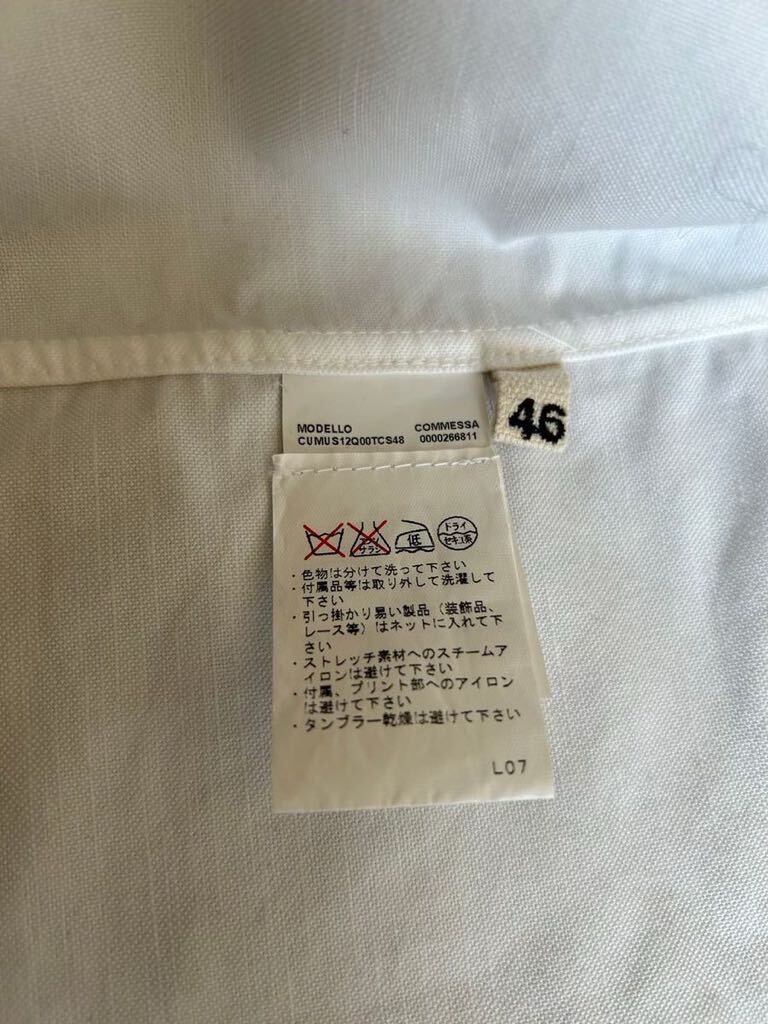 MODELLO COMMESSA
CUMUS12Q00TCS48 0000266811
46
エンソ
サラシ
低
ドライ
セキユ系
・色物は分けて洗って下さい
・付属品等は取り外して洗濯して
下さい
・引っ掛かり易い製品（装飾品、
レース等）はネットに入れて下
さい
・ストレッチ素材へのスチームア
イロンは避けて下さい
・付属、プリント部へのアイロン
は避けて下さい
・タンブラー乾燥は避けて下さい
L07